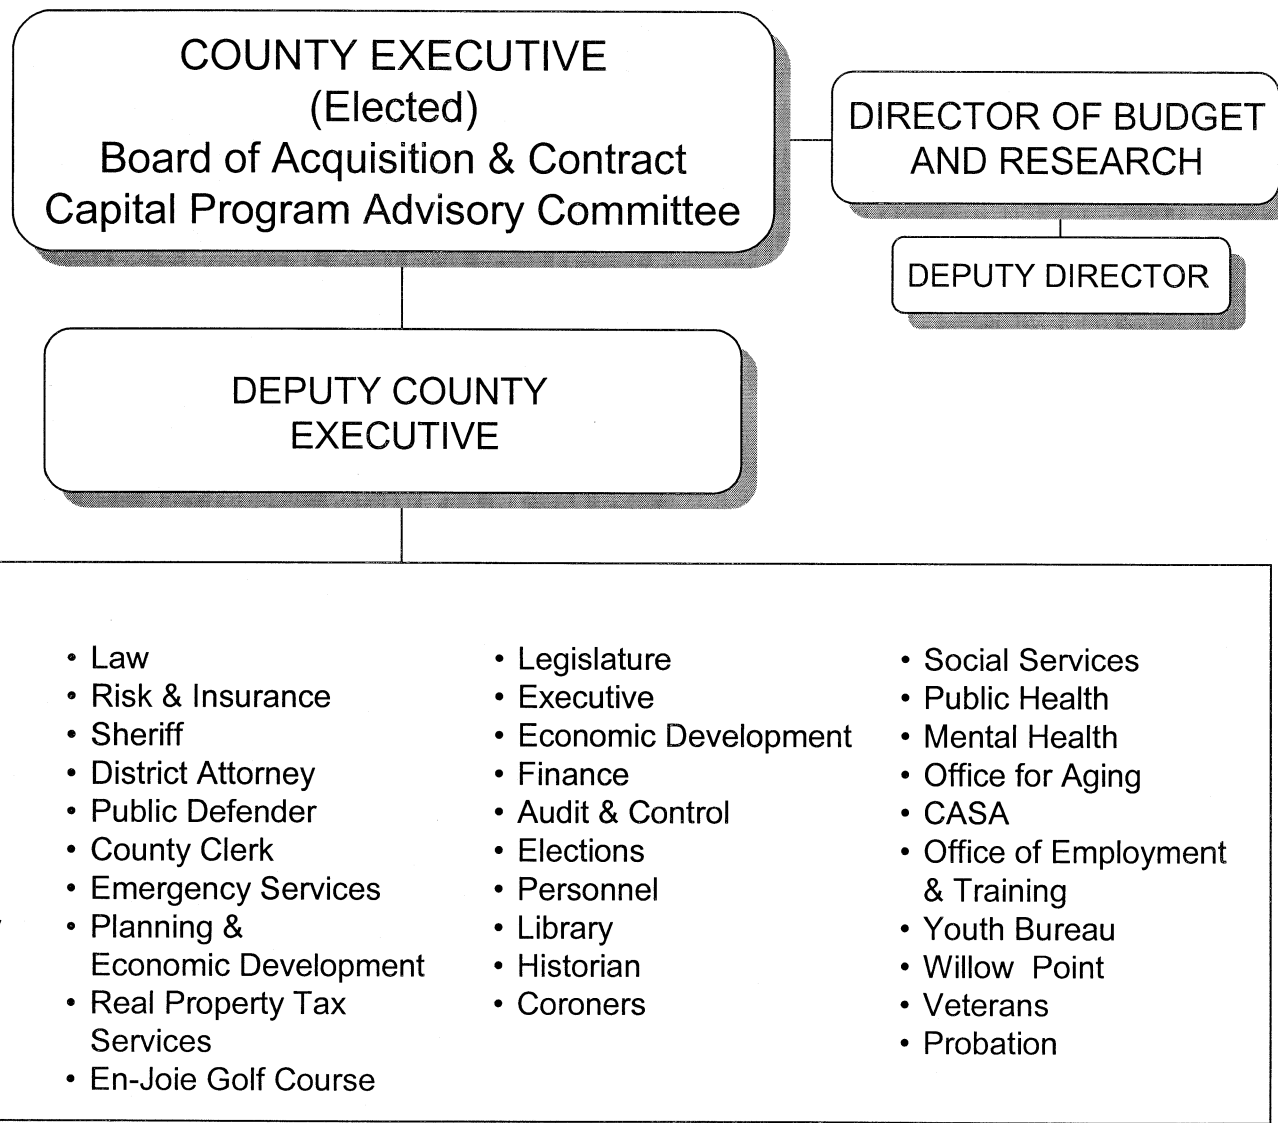 COUNTY EXECUTIVE
(Elected)
Board of Acquisition & Contract
Capital Program Advisory Committee
DIRECTOR OF BUDGET
AND RESEARCH
DEPUTY DIRECTOR
DEPUTY COUNTY
EXECUTIVE
• Law
• Risk & Insurance
• Sheriff
• District Attorney
• Public Defender
• County Clerk
• Emergency Services
• Planning &
Economic Development
• Real Property Tax
Services
• En-Joie Golf Course
• Legislature
• Executive
• Economic Development
• Finance
• Audit & Control
• Elections
• Personnel
• Library
• Historian
• Coroners
• Social Services
• Public Health
• Mental Health
• Office for Aging
• CASA
• Office of Employment
& Training
• Youth Bureau
• Willow  Point
• Veterans
• Probation